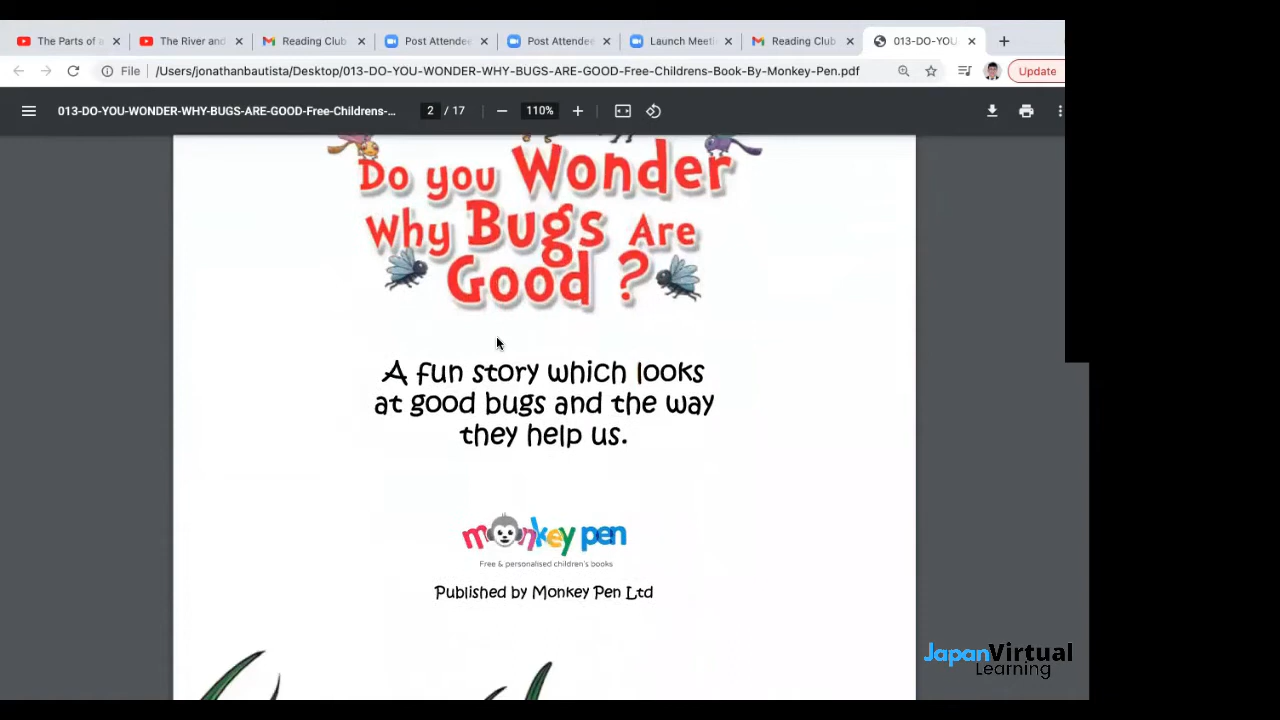 The Parts of a
The River and
Reading Club
Post Attende
Post Attende
Launch Meeti
Reading Club
013-DO-YOU
File
/Users/jonathanbautista/Desktop/013-DO-YOU-WONDER-WHY-BUGS-ARE-GOOD-Free-Childrens-Book-By-Monkey-Pen.pdf
Update
013-DO-YOU-WONDER-WHY-BUGS-ARE-GOOD-Free-Childrens-...
2 / 17
110%
Do you Wonder
Why Bugs Are
Good ?
A fun story which looks
at good bugs and the way
they help us.
monkey pen
Free & personalised children's books
Published by Monkey Pen Ltd
JapanVirtual
Learning